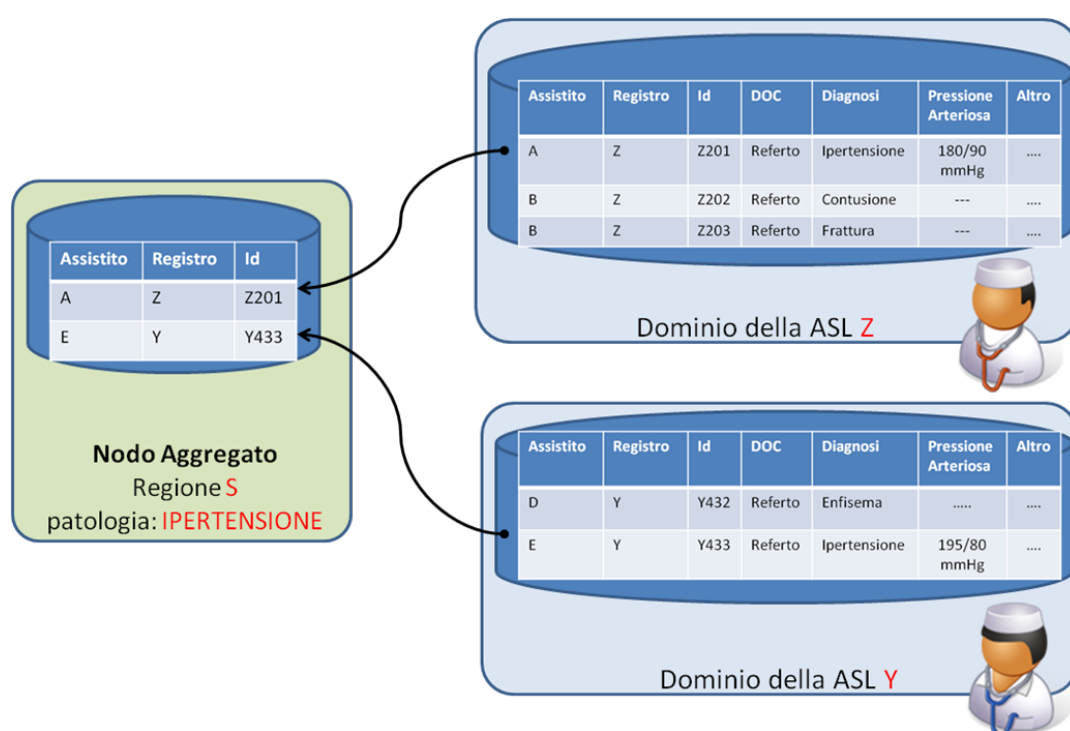 Assistito Registro Id
A Z Z201
E Y Y433
Nodo Aggregato
Regione S
patologia: IPERTENSIONE
Assistito Registro Id DOC Diagnosi Pressione Arteriosa Altro
A Z Z201 Referto Ipertensione 180/90 mmHg ....
B Z Z202 Referto Contusione --- ....
B Z Z203 Referto Frattura --- ....
Dominio della ASL Z
Assistito Registro Id DOC Diagnosi Pressione Arteriosa Altro
D Y Y432 Referto Enfisema ..... ....
E Y Y433 Referto Ipertensione 195/80 mmHg ....
Dominio della ASL Y